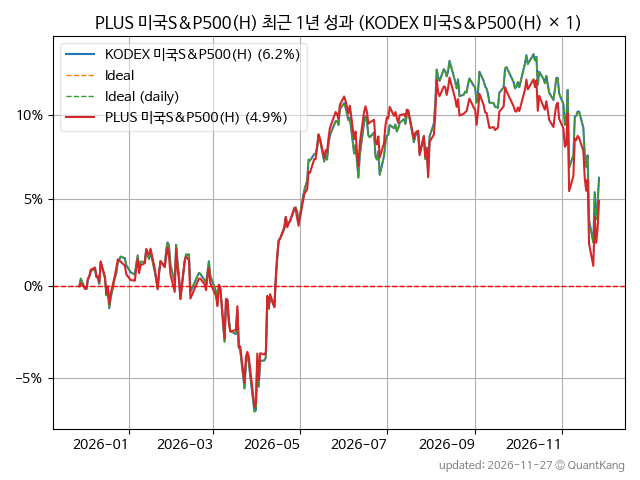 PLUS 미국S&P500(H) 최근 1년 성과 (KODEX 미국S&P500(H) × 1)
KODEX 미국S&P500(H) (6.2%)
Ideal
Ideal (daily)
PLUS 미국S&P500(H) (4.9%)
10%
5%
0%
−5%
2026-01 2026-03 2026-05 2026-07 2026-09 2026-11
updated: 2026-11-27 © QuantKang